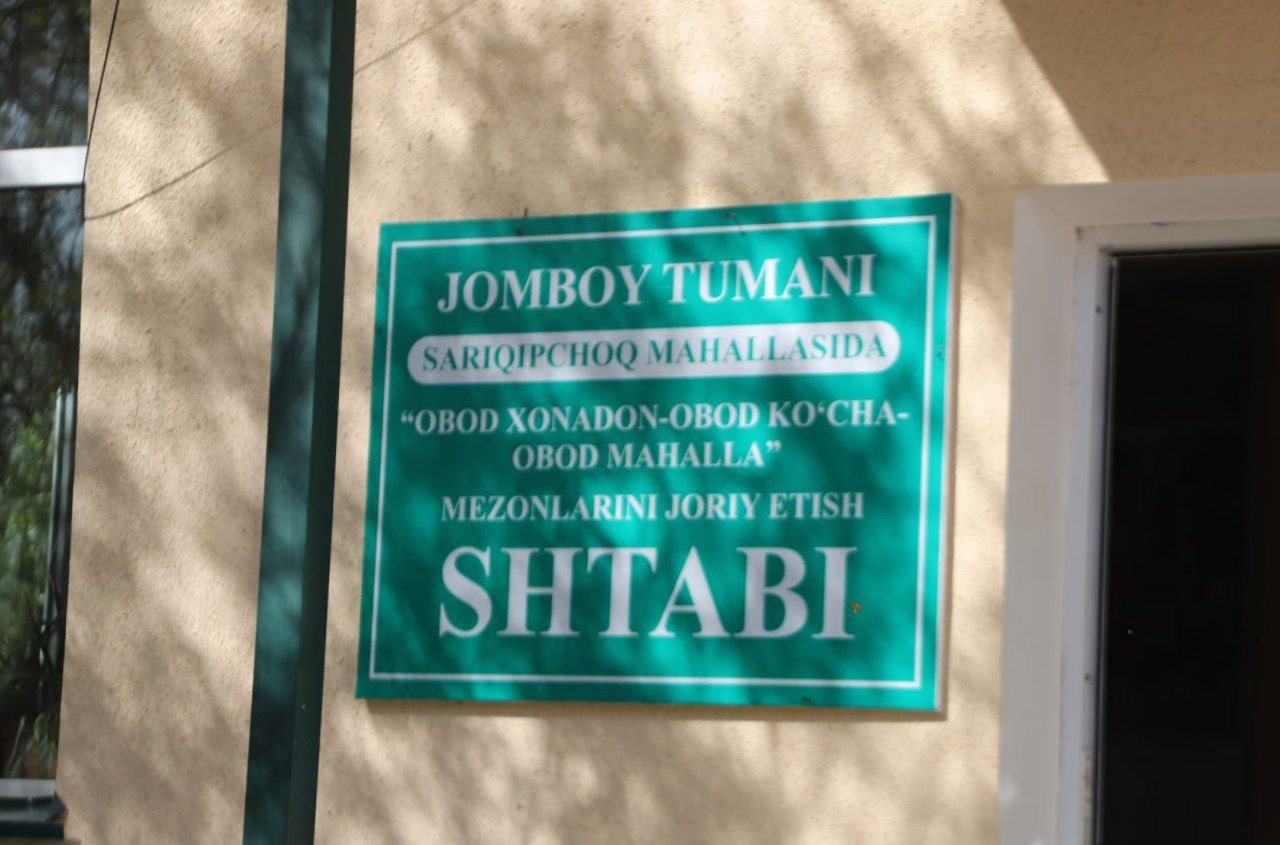 JOMBOY TUMANI
SARIQIPCHOQ MAHALLASIDA
“OBOD XONADON-OBOD KO‘CHA-
OBOD MAHALLA”
MEZONLARINI JORIY ETISH
SHTABI